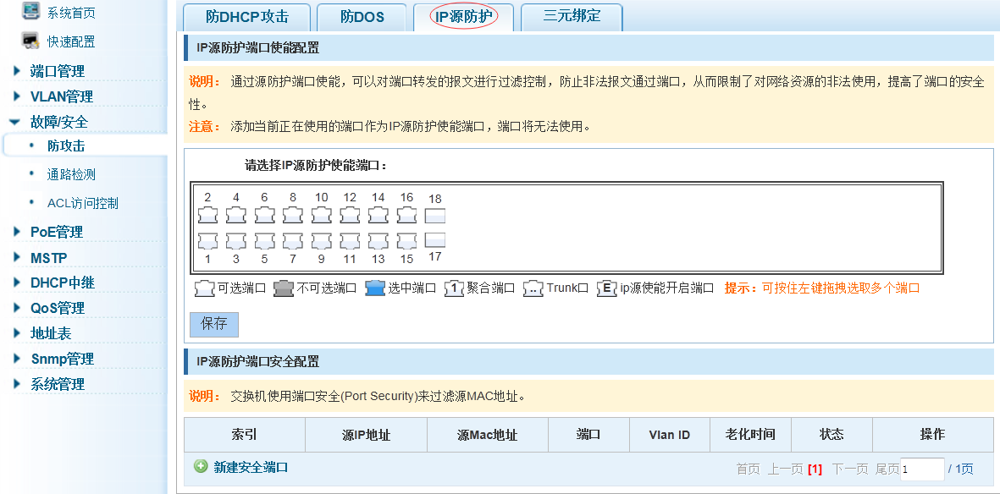 系统首页
快速配置
端口管理
VLAN管理
故障/安全
防攻击
通路检测
ACL访问控制
PoE管理
MSTP
DHCP中继
QoS管理
地址表
Snmp管理
系统管理
防DHCP攻击 防DOS IP源防护 三元绑定
IP源防护端口使能配置
说明： 通过源防护端口使能，可以对端口转发的报文进行过滤控制，防止非法报文通过端口，从而限制了对网络资源的非法使用，提高了端口的安全
性。
注意： 添加当前正在使用的端口作为IP源防护使能端口，端口将无法使用。
请选择IP源防护使能端口：
2 4 6 8 10 12 14 16 18
1 3 5 7 9 11 13 15 17
可选端口 不可选端口 选中端口 1 聚合端口 .. Trunk口 E ip源使能开启端口 提示：可按住左键拖拽选取多个端口
保存
IP源防护端口安全配置
说明： 交换机使用端口安全(Port Security)来过滤源MAC地址。
索引 源IP地址 源Mac地址 端口 Vlan ID 老化时间 状态 操作
新建安全端口 首页 上一页 [1] 下一页 尾页 1 / 1页